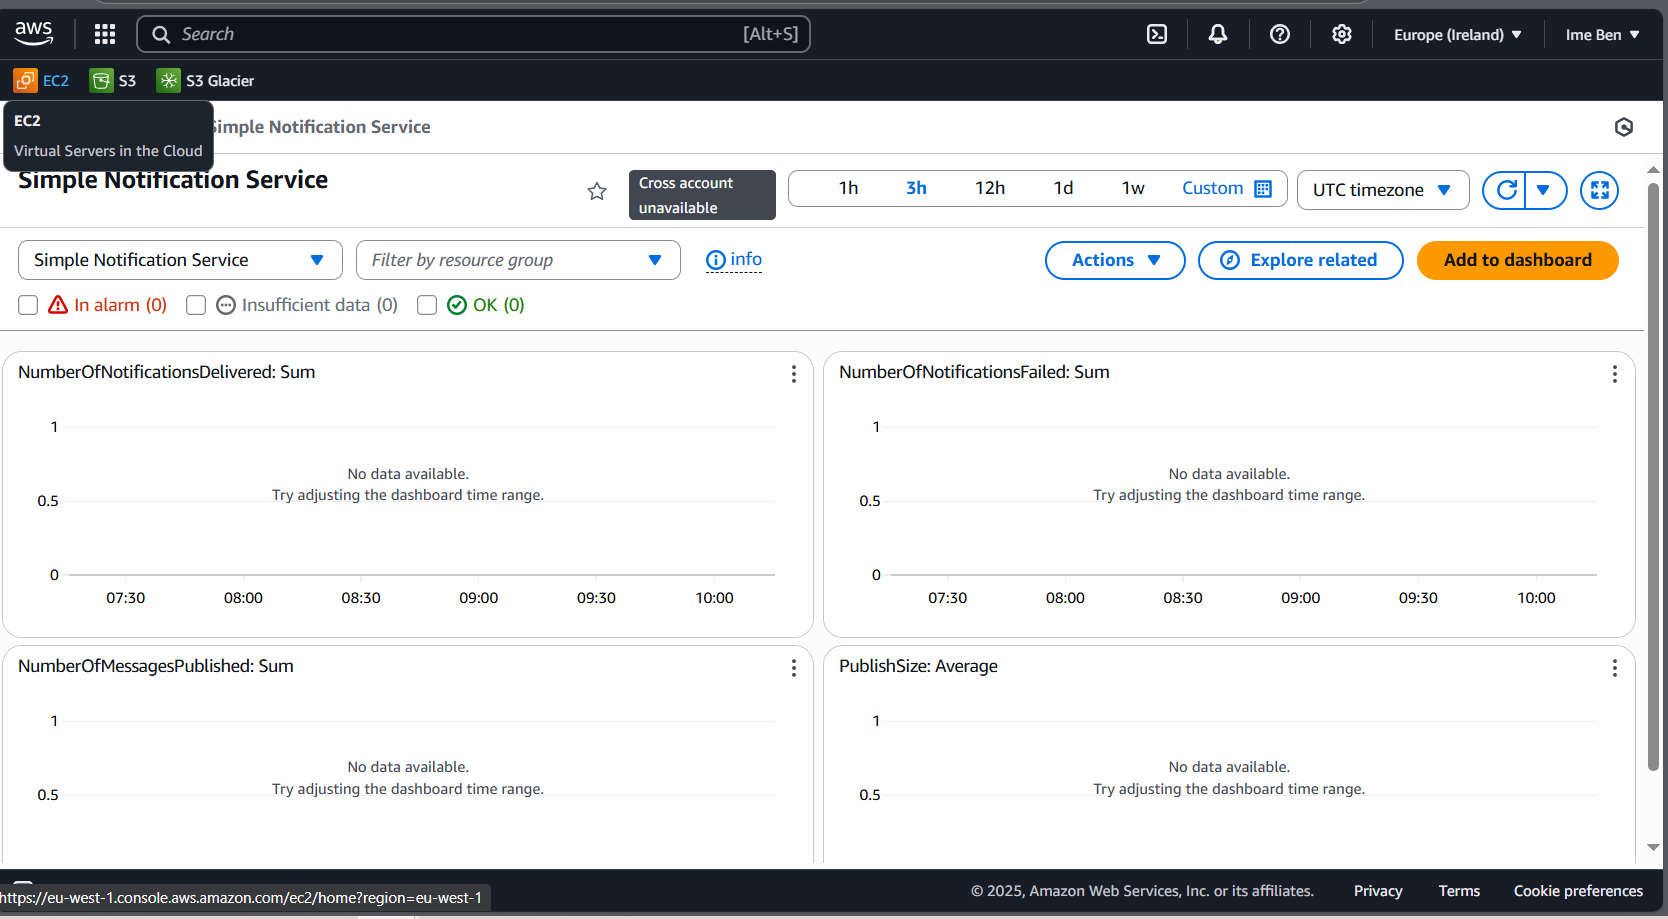 aws
Search [Alt+S]
Europe (Ireland)
Ime Ben
EC2 S3 S3 Glacier
EC2
Virtual Servers in the Cloud
Simple Notification Service
Simple Notification Service
Cross account
unavailable
1h 3h 12h 1d 1w Custom
UTC timezone
Simple Notification Service
Filter by resource group
info
Actions
Explore related
Add to dashboard
In alarm (0) Insufficient data (0) OK (0)
NumberOfNotificationsDelivered: Sum
1
No data available.
Try adjusting the dashboard time range.
0.5
0
07:30 08:00 08:30 09:00 09:30 10:00
NumberOfNotificationsFailed: Sum
1
No data available.
Try adjusting the dashboard time range.
0.5
0
07:30 08:00 08:30 09:00 09:30 10:00
NumberOfMessagesPublished: Sum
1
No data available.
Try adjusting the dashboard time range.
0.5
PublishSize: Average
1
No data available.
Try adjusting the dashboard time range.
0.5
https://eu-west-1.console.aws.amazon.com/ec2/home?region=eu-west-1
© 2025, Amazon Web Services, Inc. or its affiliates. Privacy Terms Cookie preferences